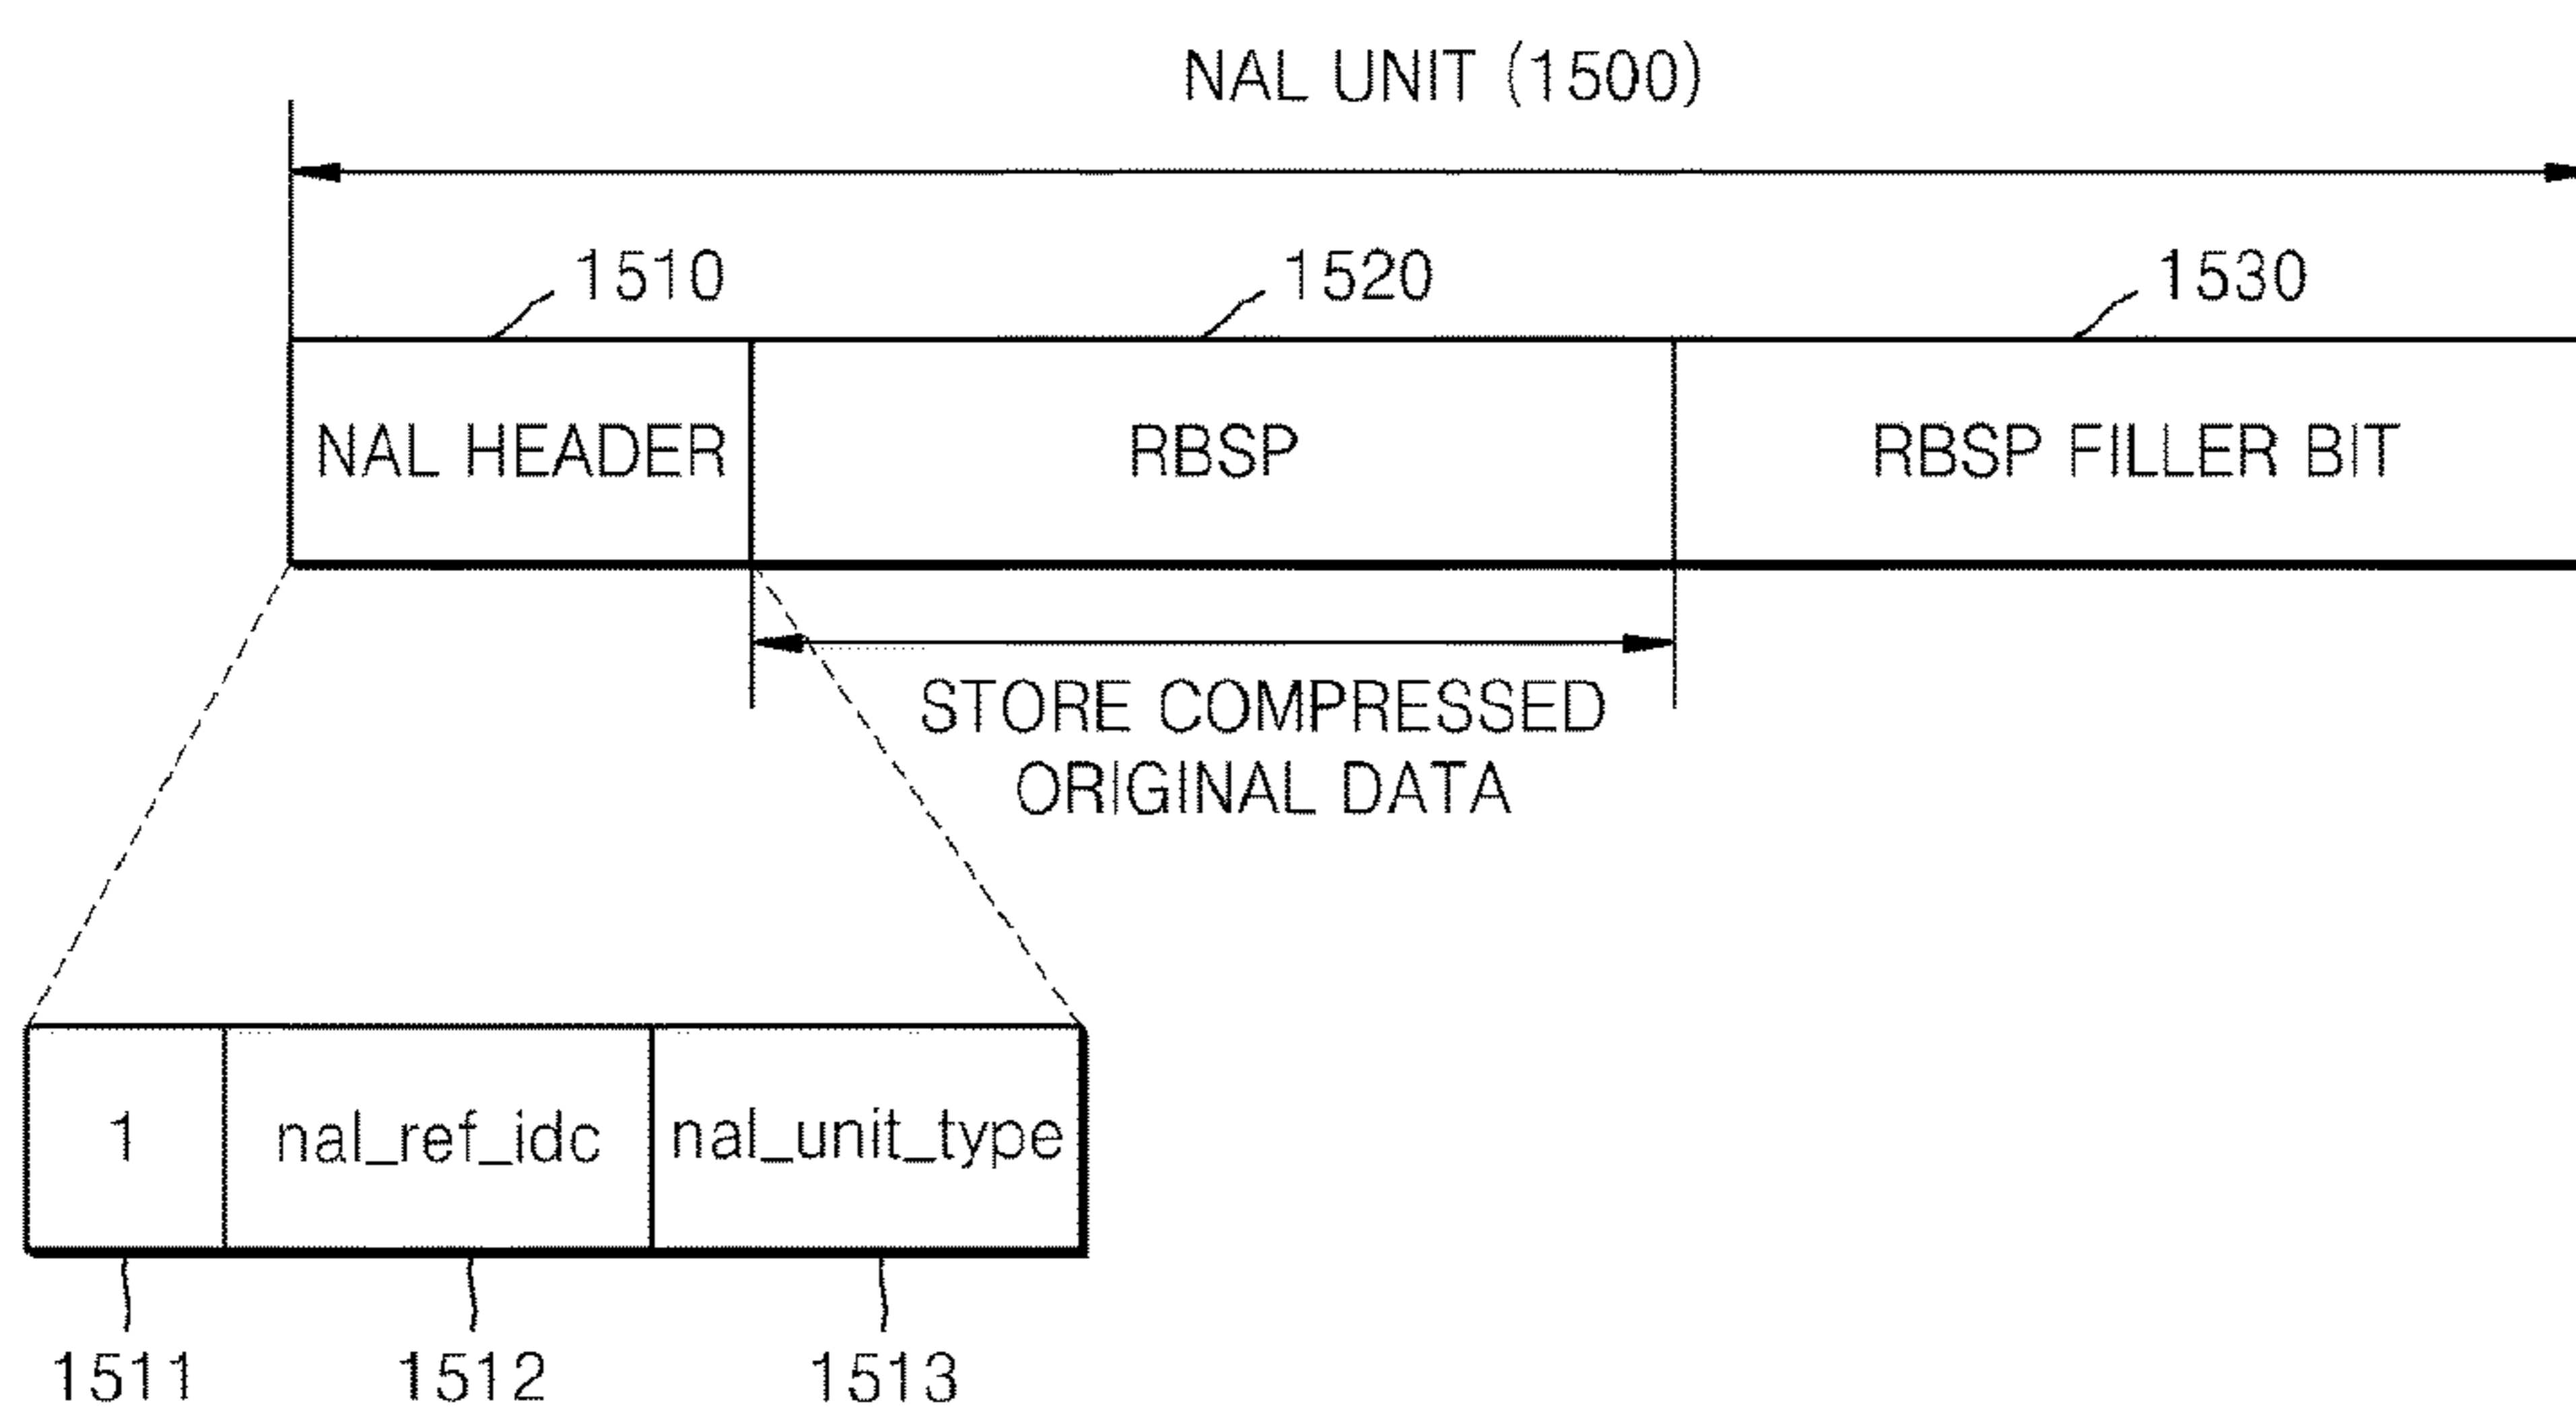 NAL UNIT (1500)
1510 1520 1530
NAL HEADER RBSP RBSP FILLER BIT
STORE COMPRESSED
ORIGINAL DATA
1 nal_ref_idc nal_unit_type
1511 1512 1513